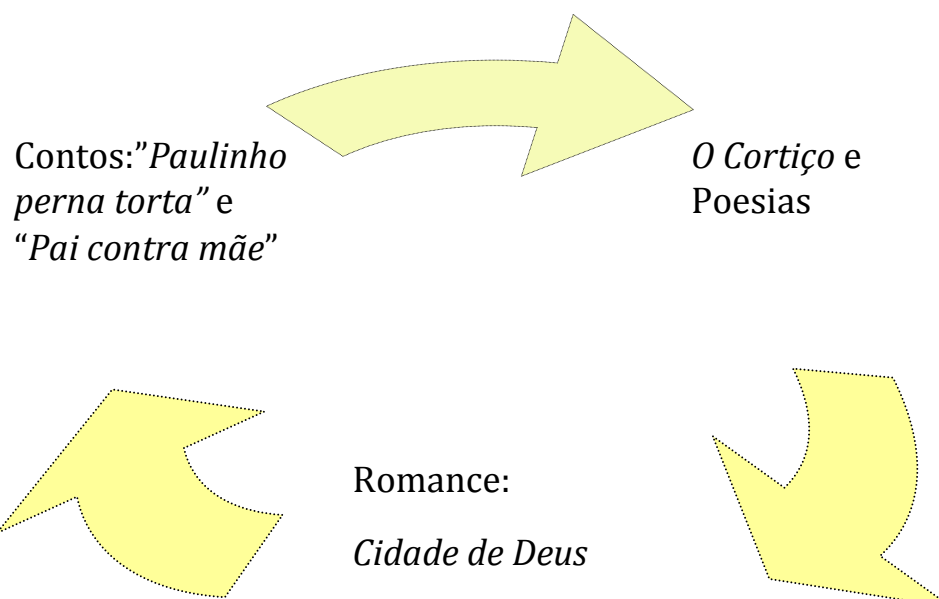 Contos:”Paulinho
perna torta” e
“Pai contra mãe”
O Cortiço e
Poesias
Romance:
Cidade de Deus